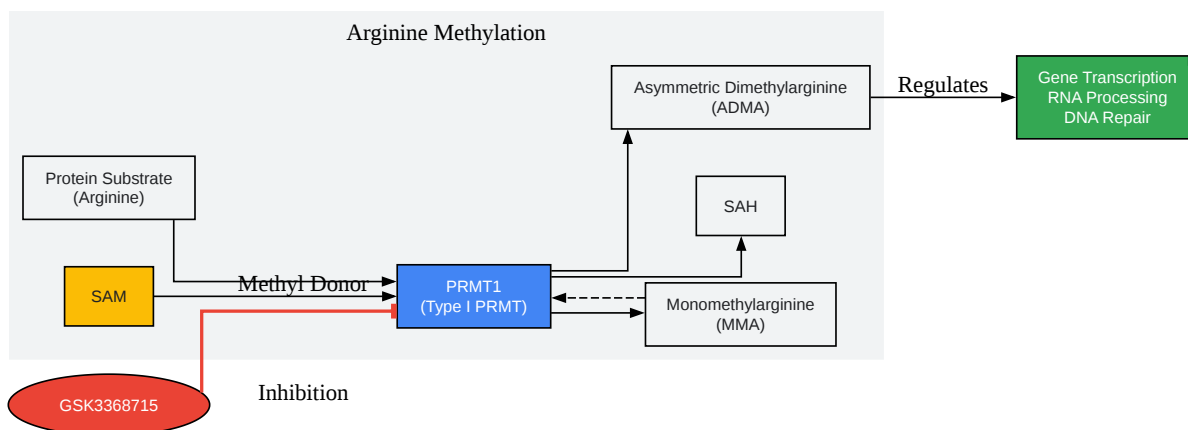 Arginine Methylation
Asymmetric Dimethylarginine
(ADMA)
Regulates
Gene Transcription
RNA Processing
DNA Repair
Protein Substrate
(Arginine)
SAH
SAM
Methyl Donor
PRMT1
(Type I PRMT)
Monomethylarginine
(MMA)
GSK3368715
Inhibition